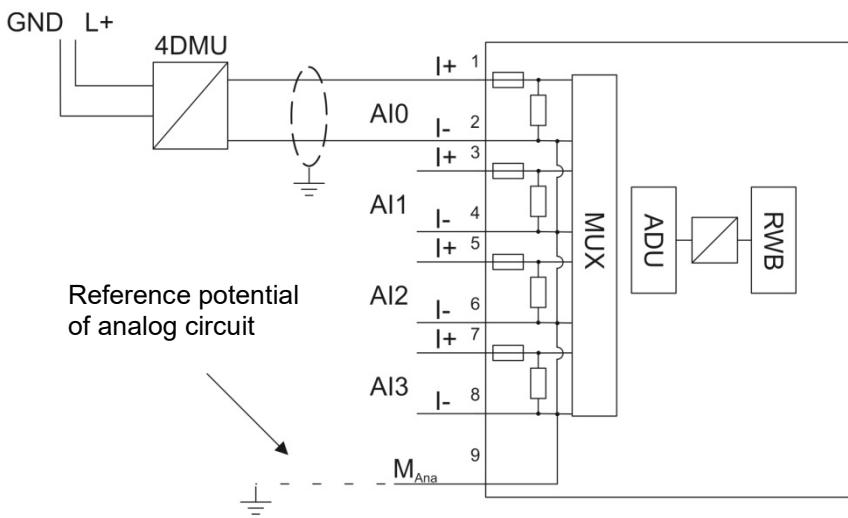 GND L+
4DMU
I+ 1
AI0
I- 2
I+ 3
AI1
I- 4
I+ 5
AI2
I- 6
I+ 7
AI3
I- 8
9
MAna
MUX
ADU
RWB
Reference potential
of analog circuit